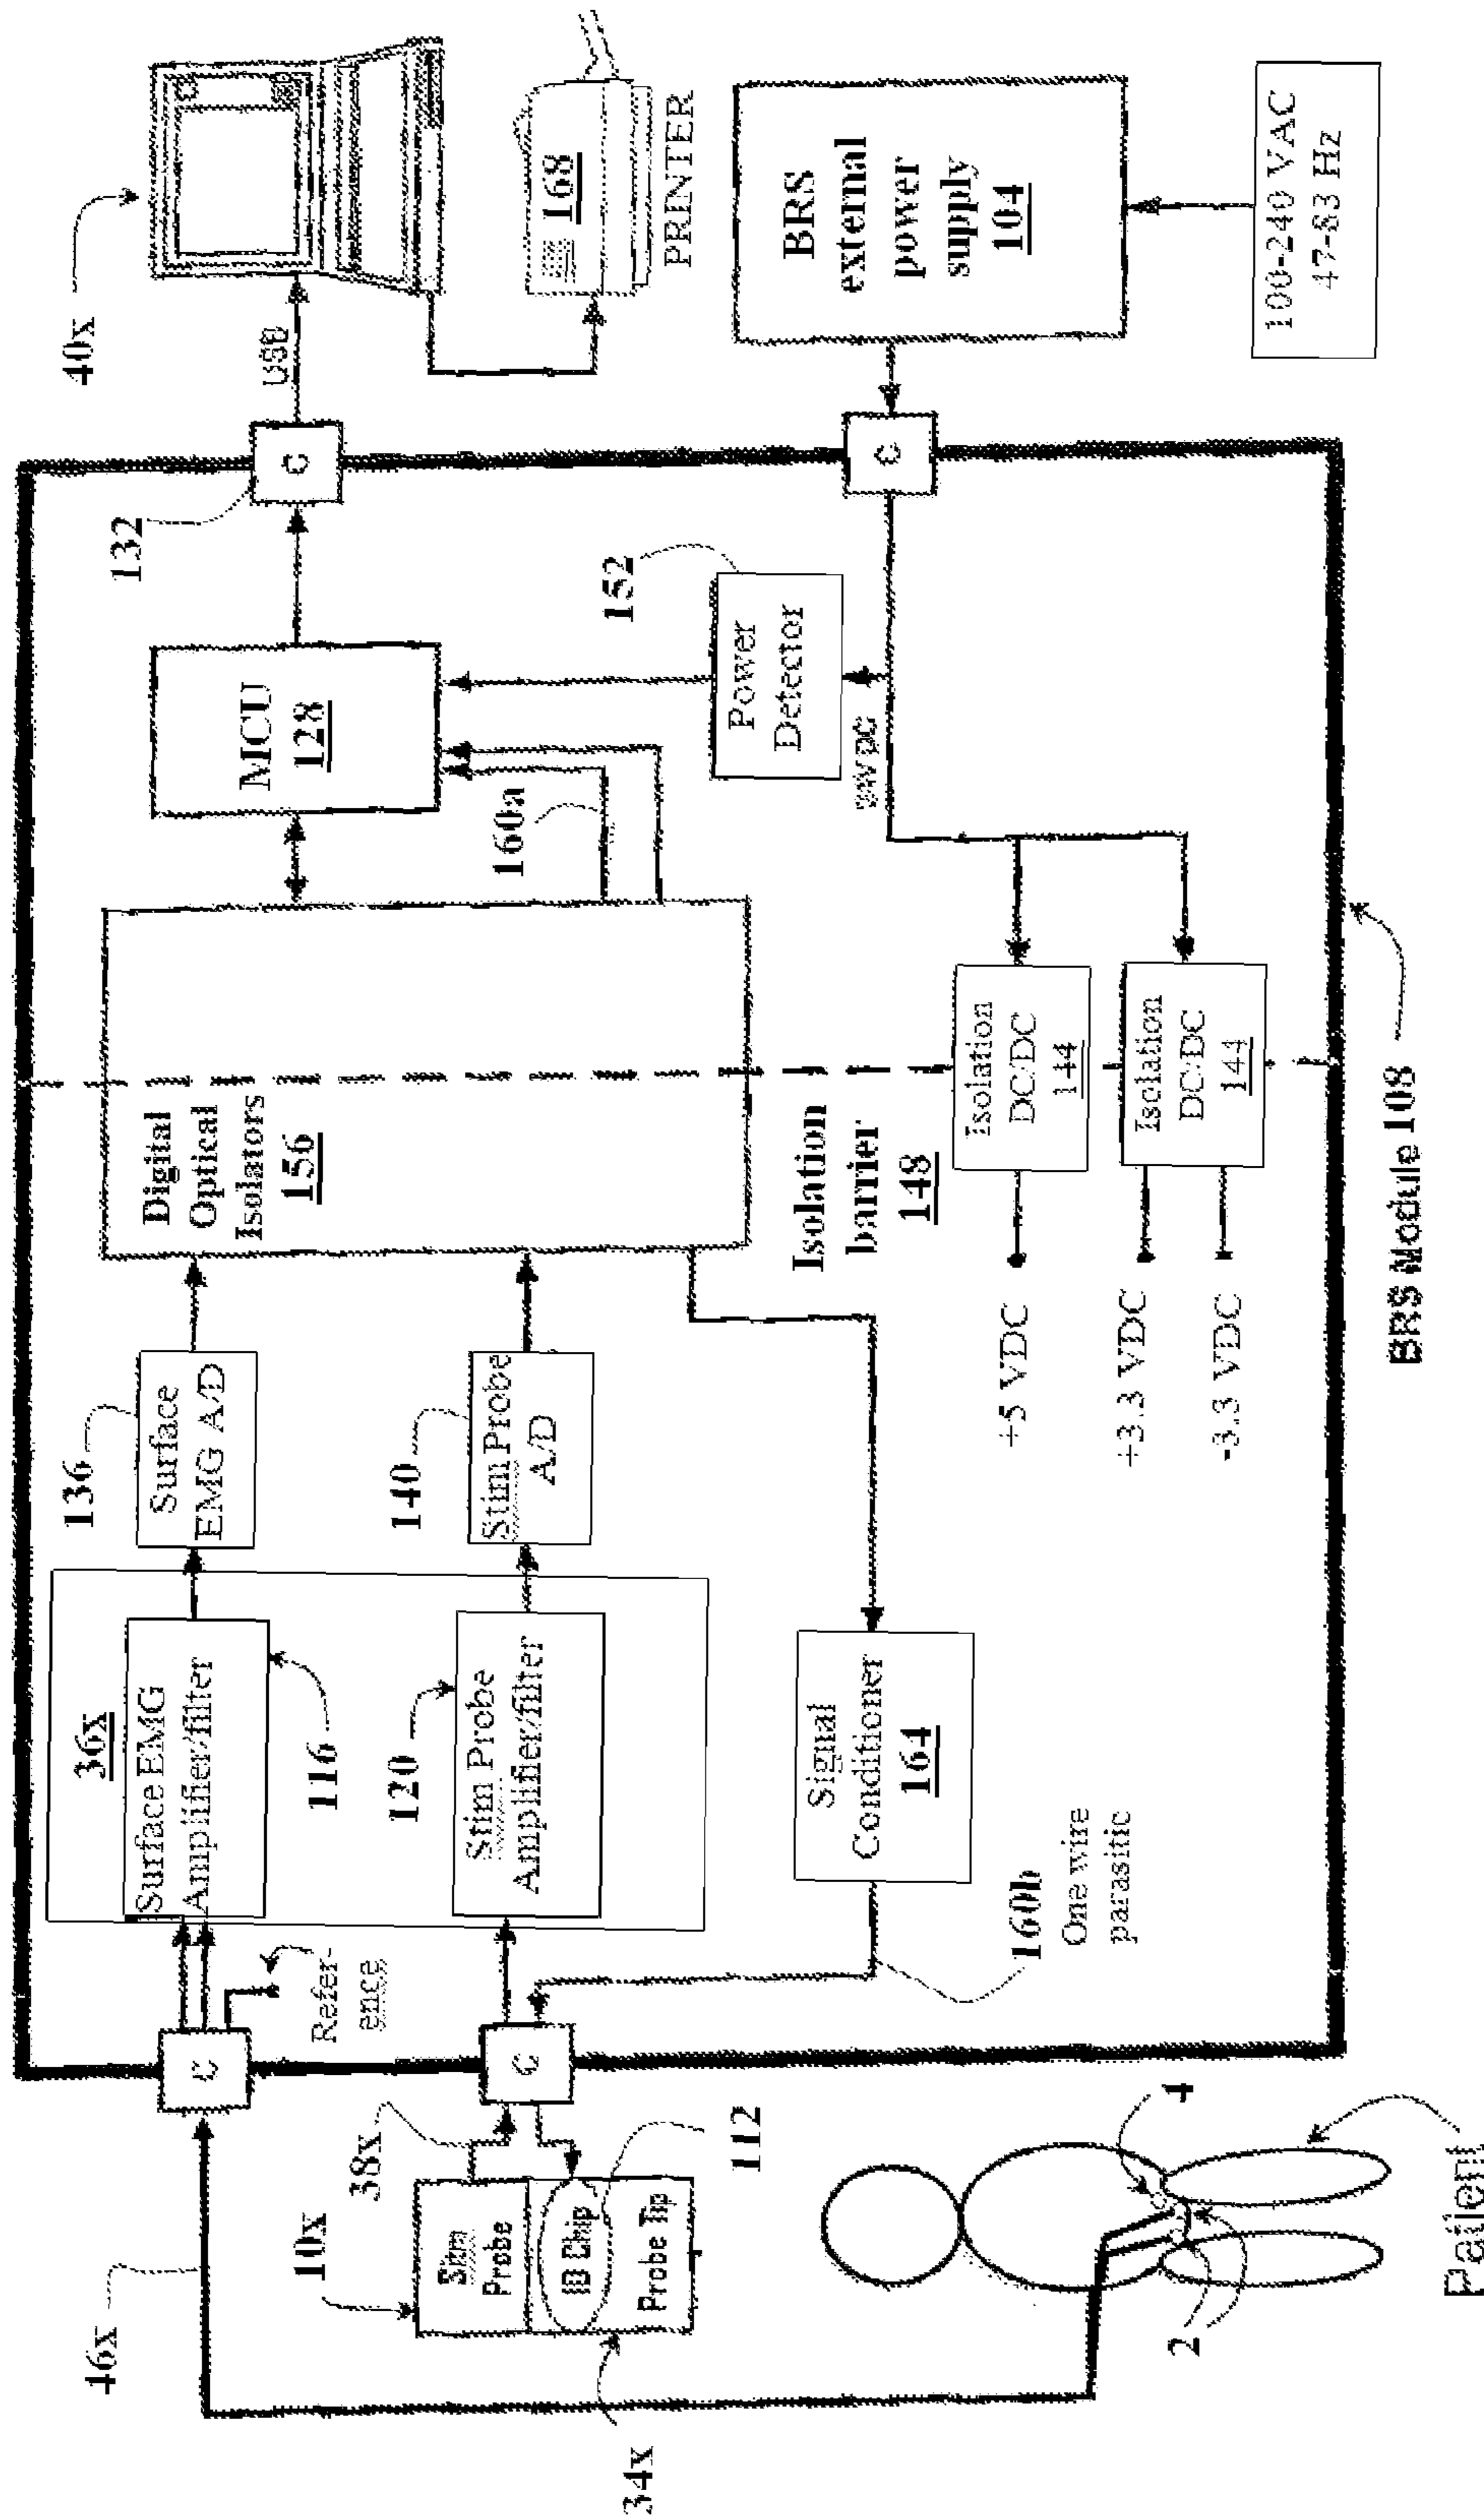 40x
USB
168
PRINTER
BRS
external
power
supply
104
100-240 VAC
47-83 Hz
132
C
C
MCU
128
152
Power
Detector
160a
Digital
Optical
Isolators
156
Isolation
barrier
148
Isolation
DC/DC
144
Isolation
DC/DC
144
+5 VDC
+3.3 VDC
-3.3 VDC
BRS Module 108
136
Surface
EMG A/D
140
Stim Probe
A/D
36x
Surface EMG
Amplifier/filter
116
120
Stim Probe
Amplifier/filter
Signal
Conditioner
164
160b
One wire
parasitic
Refer-
ence
C
C
46x
38x
10x
Stim
Probe
ID Chip
Probe Tip
112
34x
4
2
Patient